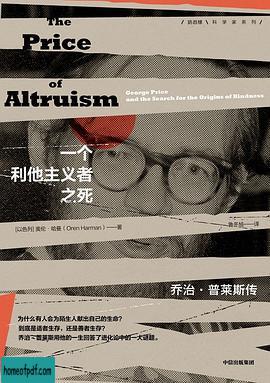 The
/ 鹦鹉螺 / 科学家系列 /
Price
of
Altruism
George Price
and the Search for the Origins of Kindness
一个
利他主义者
之死
[以色列] 奥伦·哈曼(Oren Harman)——著
乔治·普莱斯传
为什么有人会为陌生人献出自己的生命?
到底是适者生存,还是善者生存?
乔治·普莱斯用他的一生回答了进化论中的一大谜题。
中信出版集团
homeofpdf.com